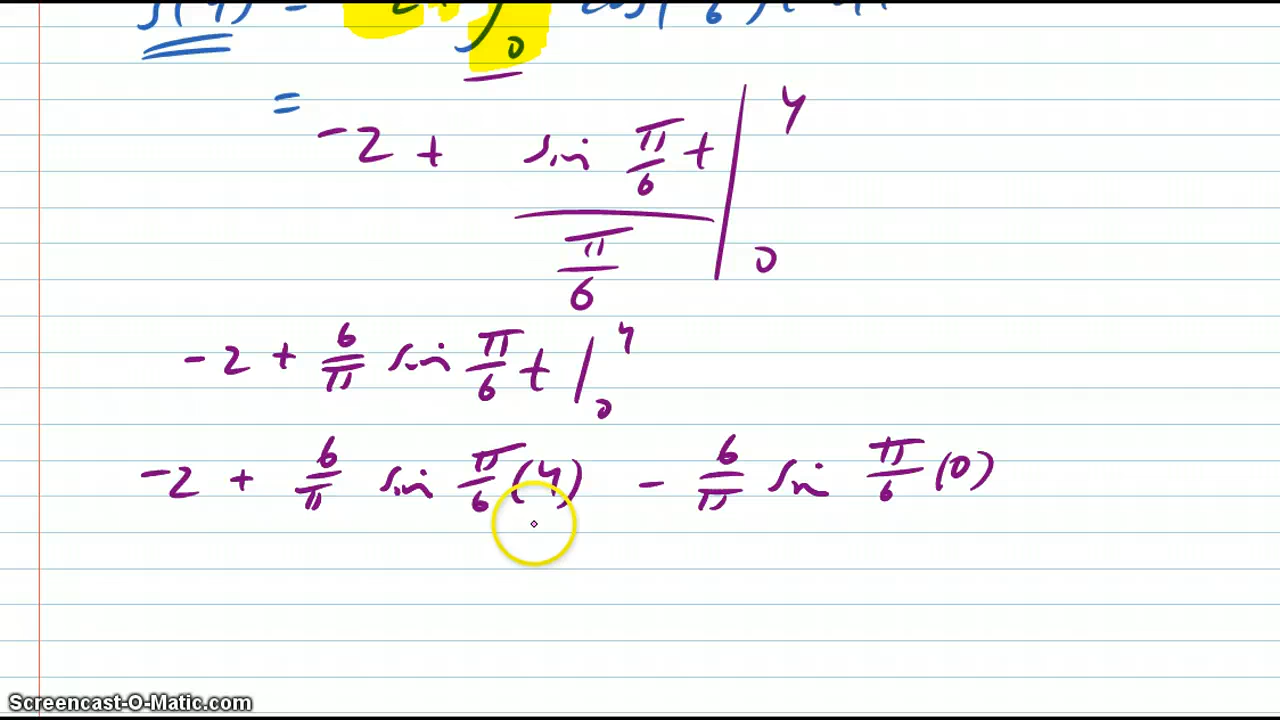 =
-2 + sin π/6 t / π/6 | 4 0
-2 + 6/π sin π/6 t | 4 0
-2 + 6/π sin π/6 (4) - 6/π sin π/6 (0)
Screencast-O-Matic.com